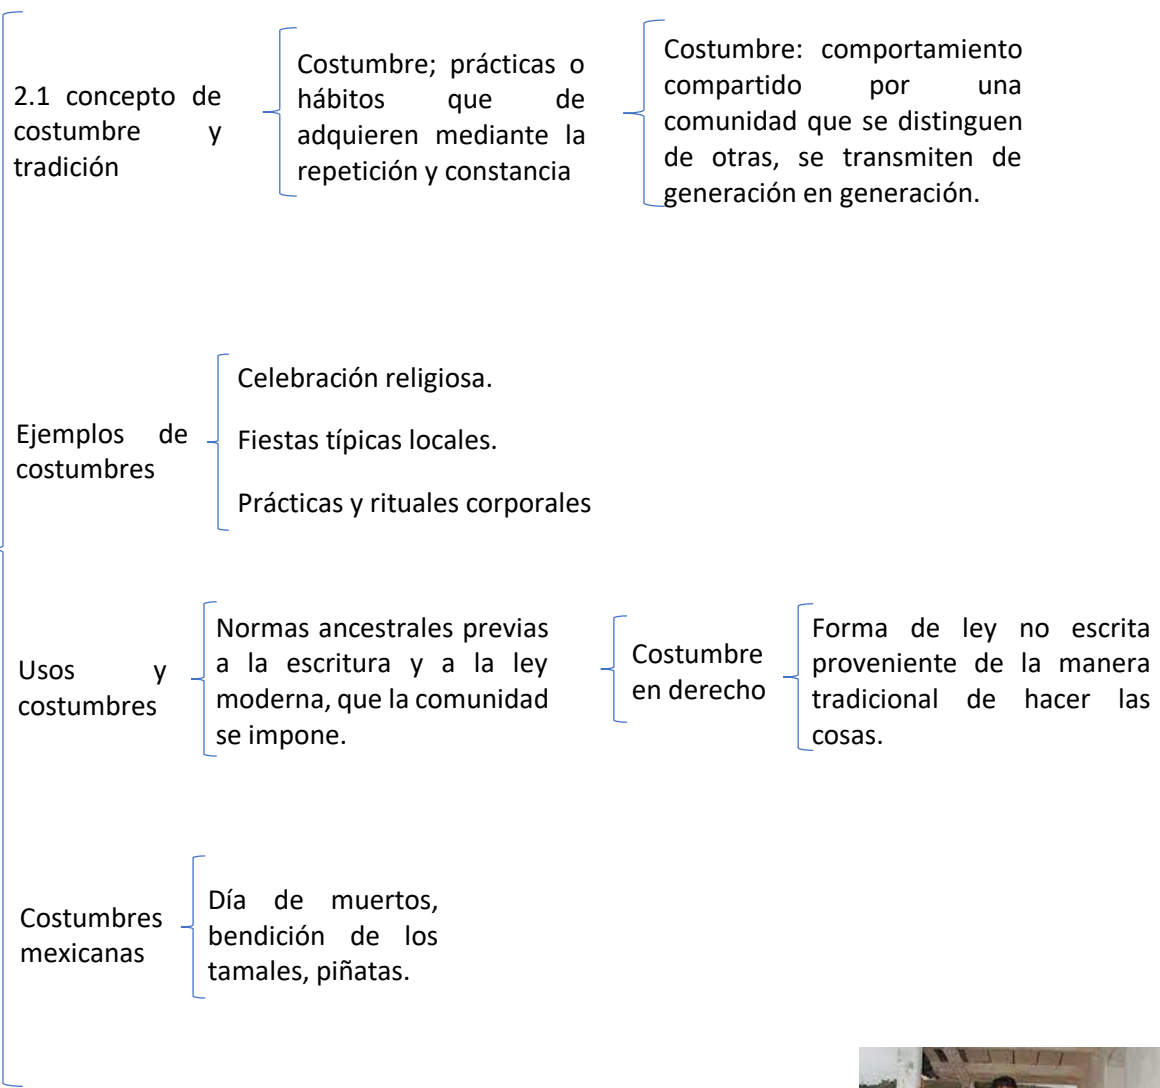 2.1 concepto de
costumbre y
tradición
Costumbre; prácticas o
hábitos que de
adquieren mediante la
repetición y constancia
Costumbre: comportamiento
compartido por una
comunidad que se distinguen
de otras, se transmiten de
generación en generación.
Ejemplos de
costumbres
Celebración religiosa.
Fiestas típicas locales.
Prácticas y rituales corporales
Usos y
costumbres
Normas ancestrales previas
a la escritura y a la ley
moderna, que la comunidad
se impone.
Costumbre
en derecho
Forma de ley no escrita
proveniente de la manera
tradicional de hacer las
cosas.
Costumbres
mexicanas
Día de muertos,
bendición de los
tamales, piñatas.